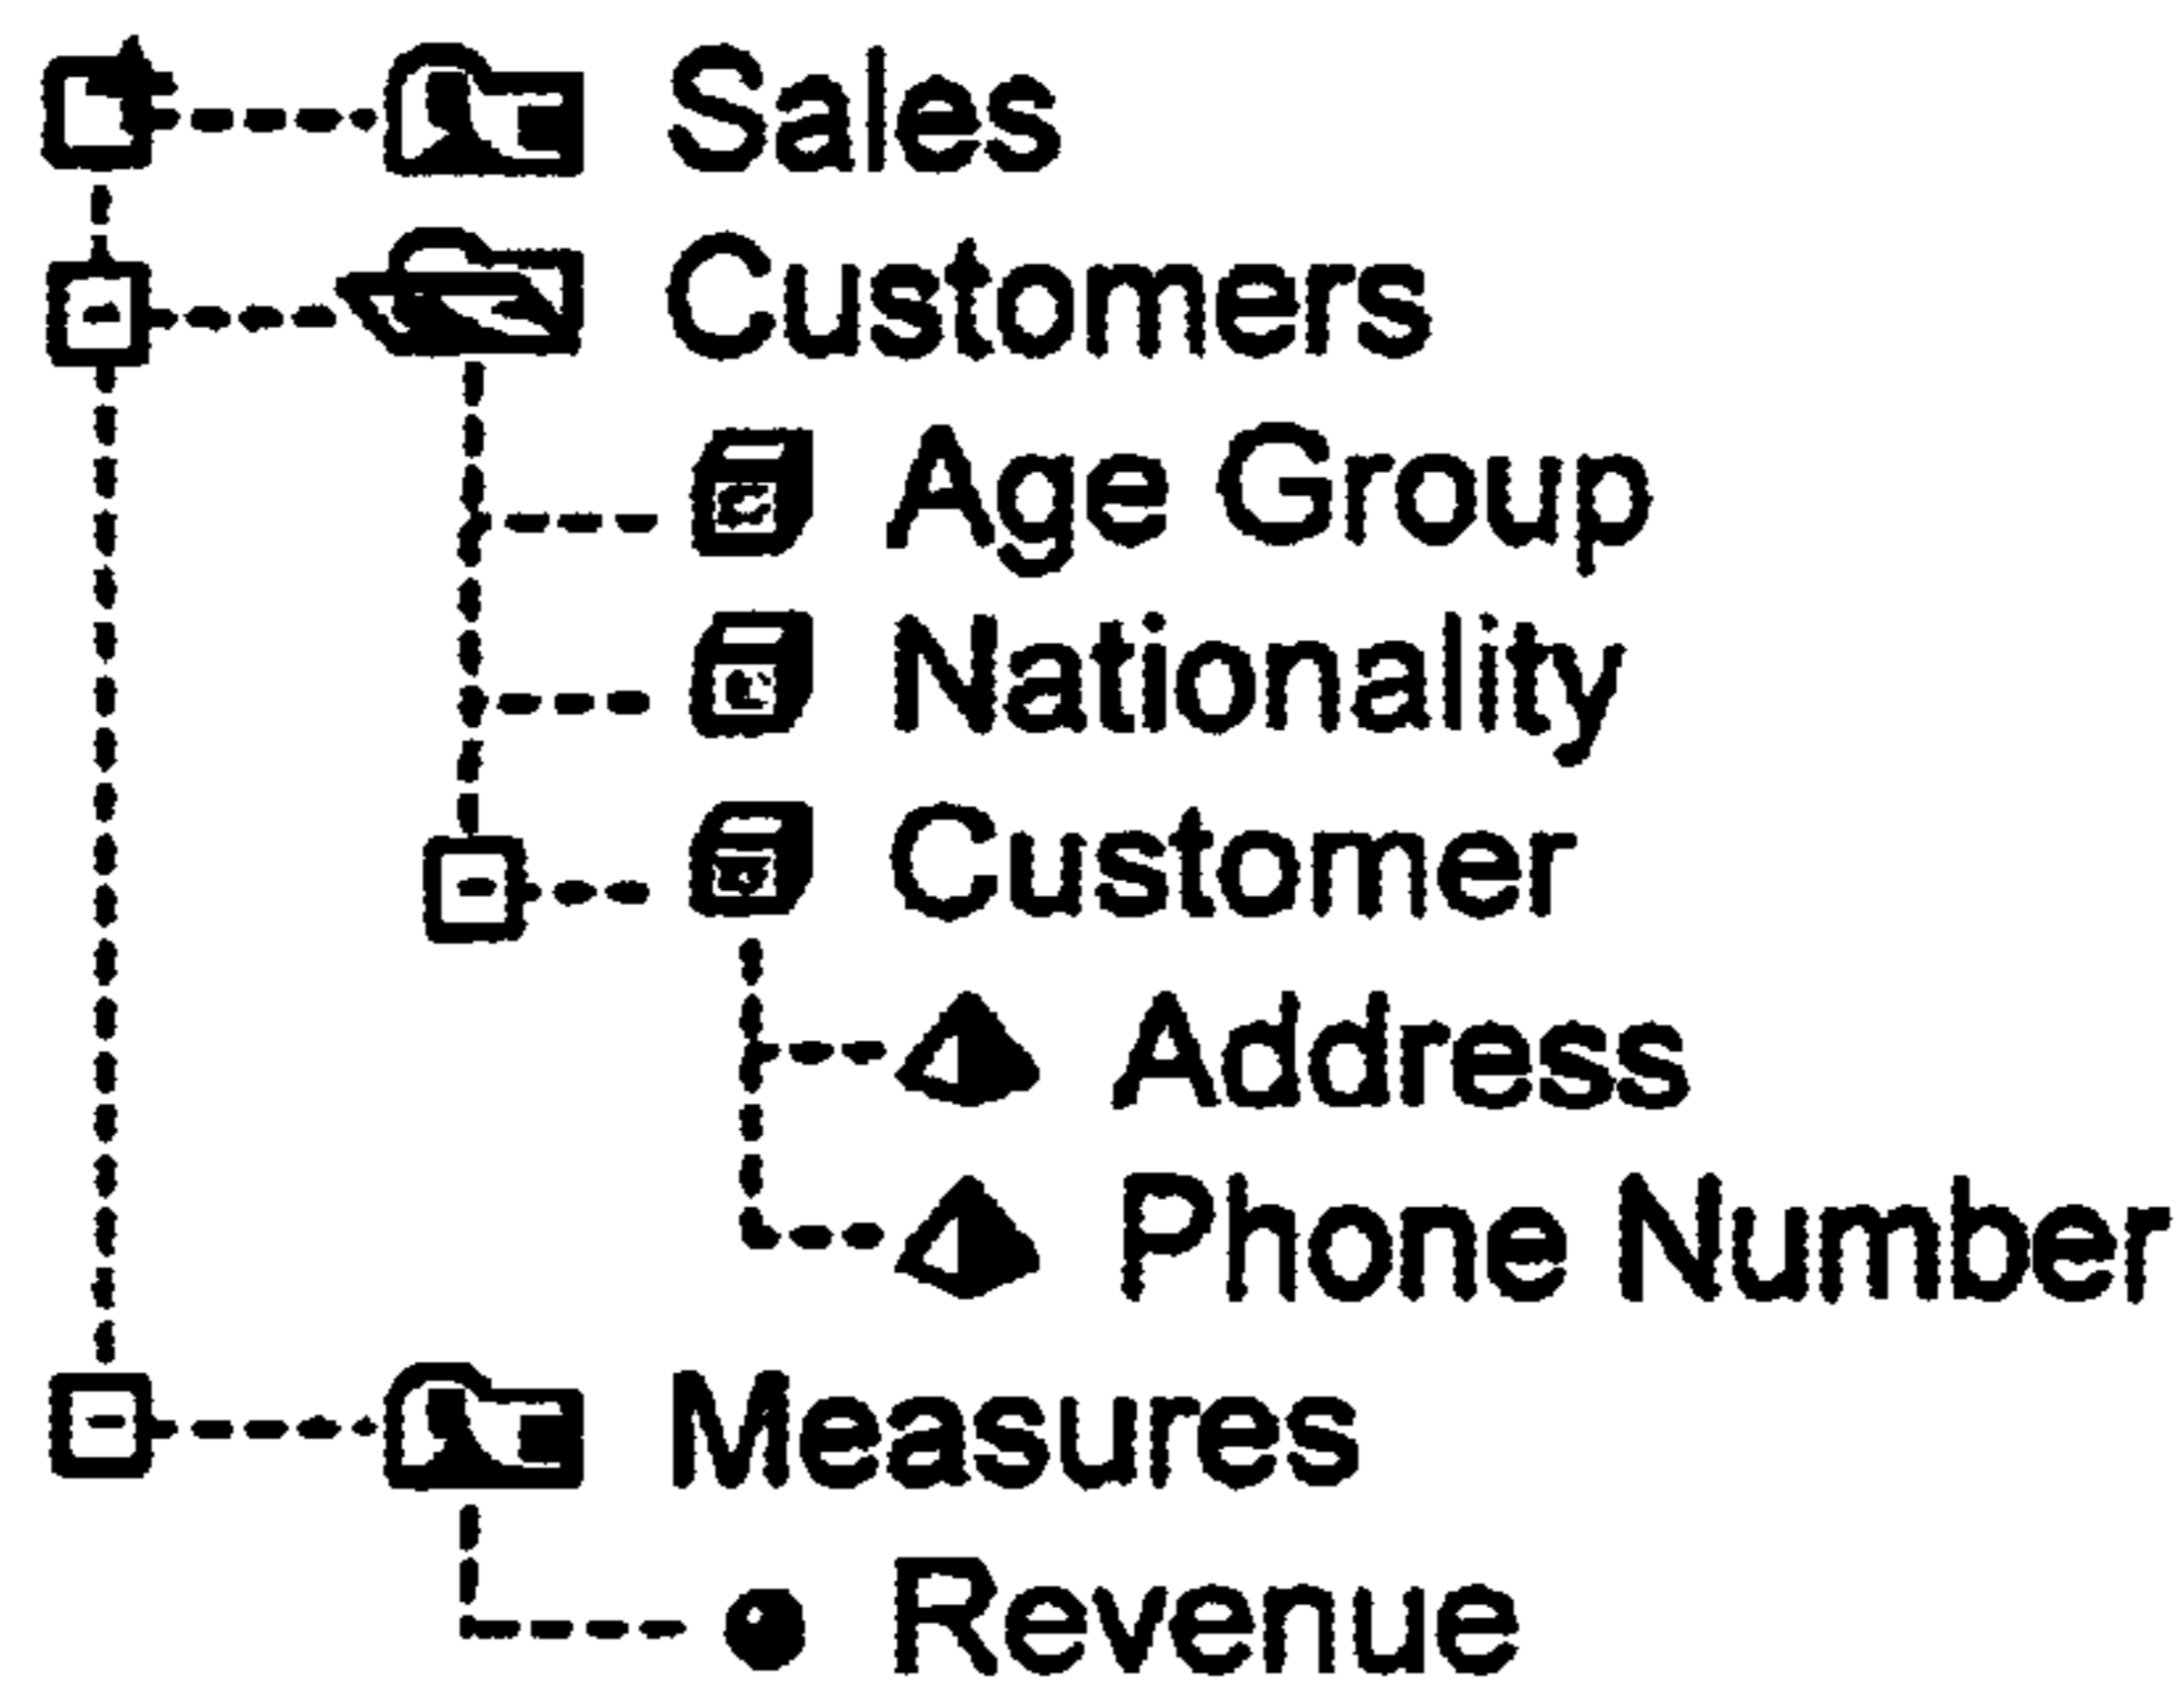 Sales
Customers
Age Group
Nationality
Customer
Address
Phone Number
Measures
Revenue